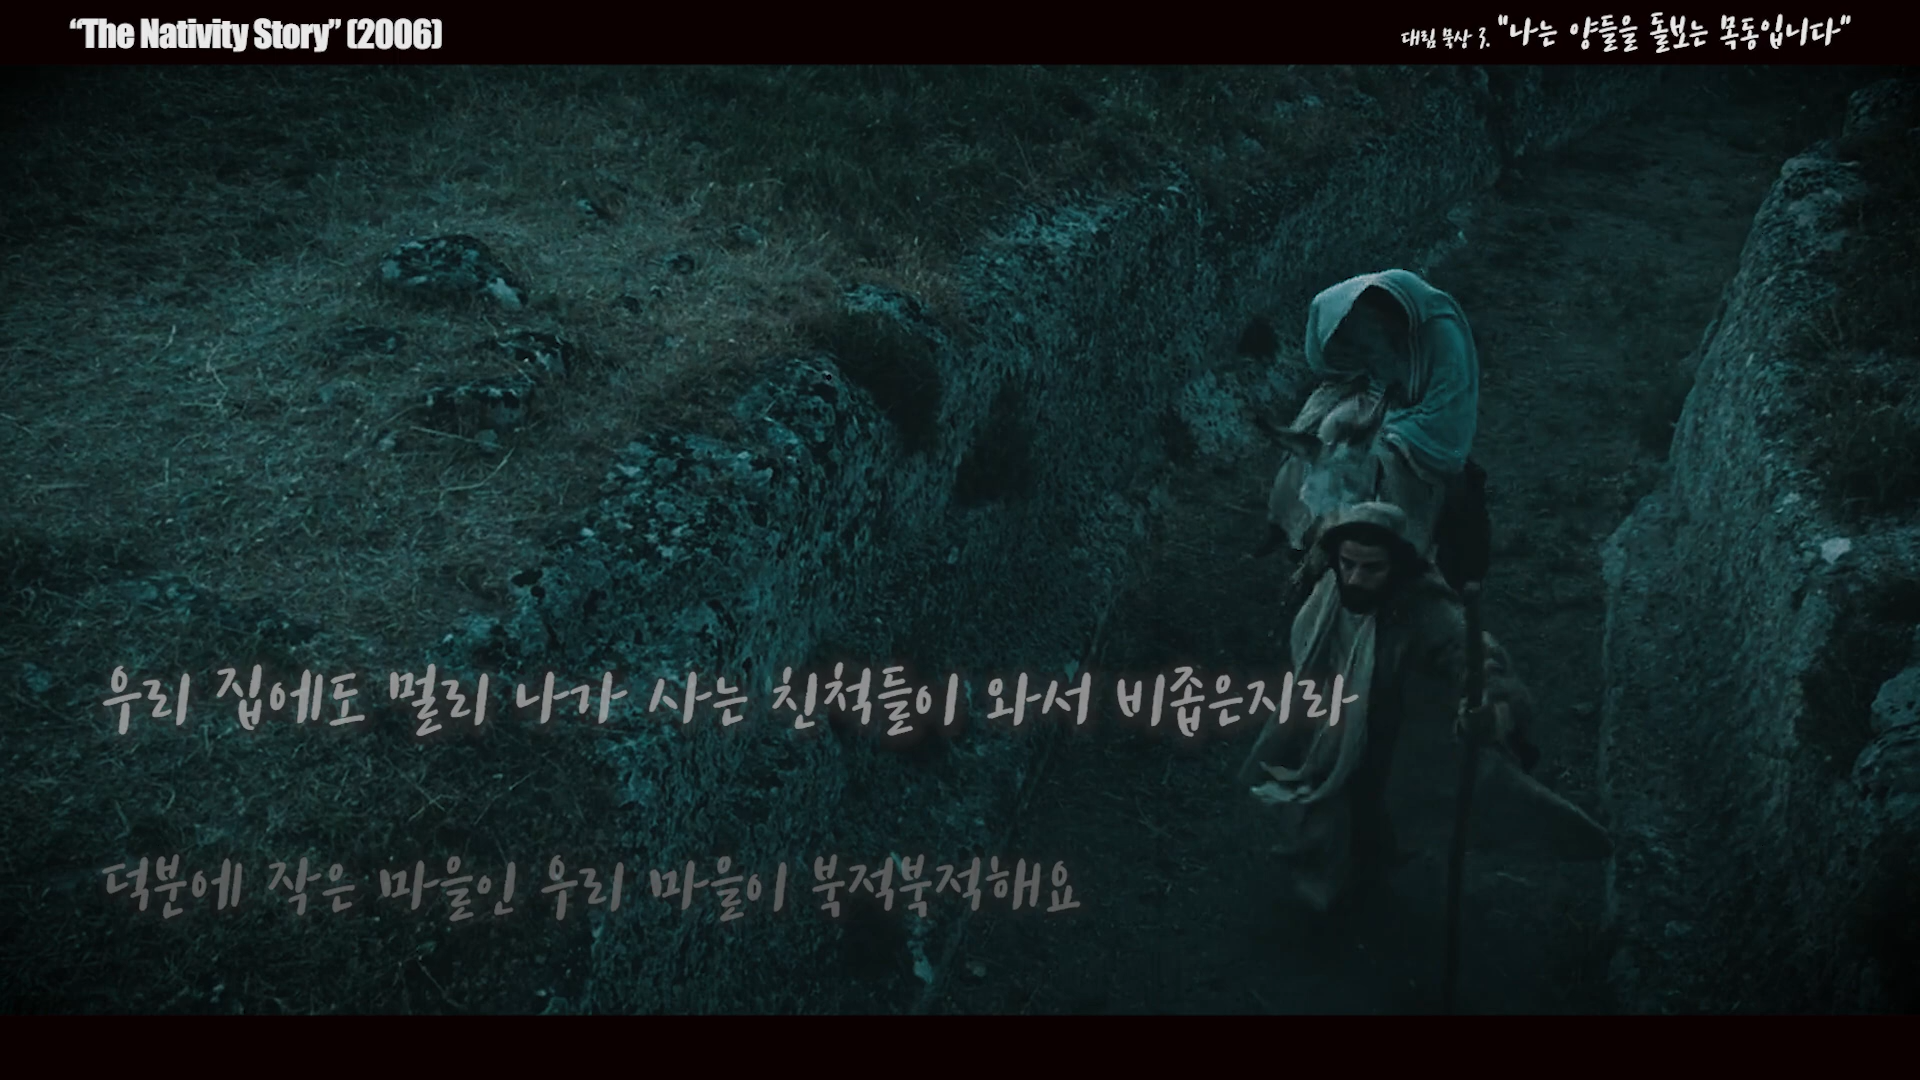 “The Nativity Story” (2006)
대림 묵상 3. "나는 양들을 돌보는 목동입니다"
우리 집에도 멀리 나가 사는 친척들이 와서 비좁은지라
덕분에 작은 마을인 우리 마을이 북적북적해요